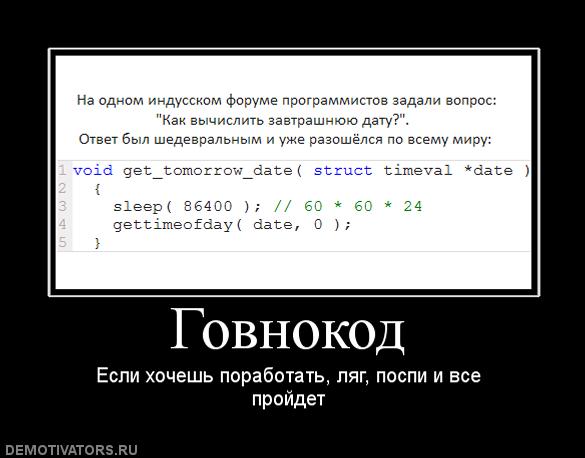 На одном индусском форуме программистов задали вопрос:
"Как вычислить завтрашнюю дату?".
Ответ был шедевральным и уже разошёлся по всему миру:
1 void get_tomorrow_date( struct timeval *date )
2 {
3 sleep( 86400 ); // 60 * 60 * 24
4 gettimeofday( date, 0 );
5 }
Говнокод
Если хочешь поработать, ляг, поспи и все
пройдет
DEMOTIVATORS.RU